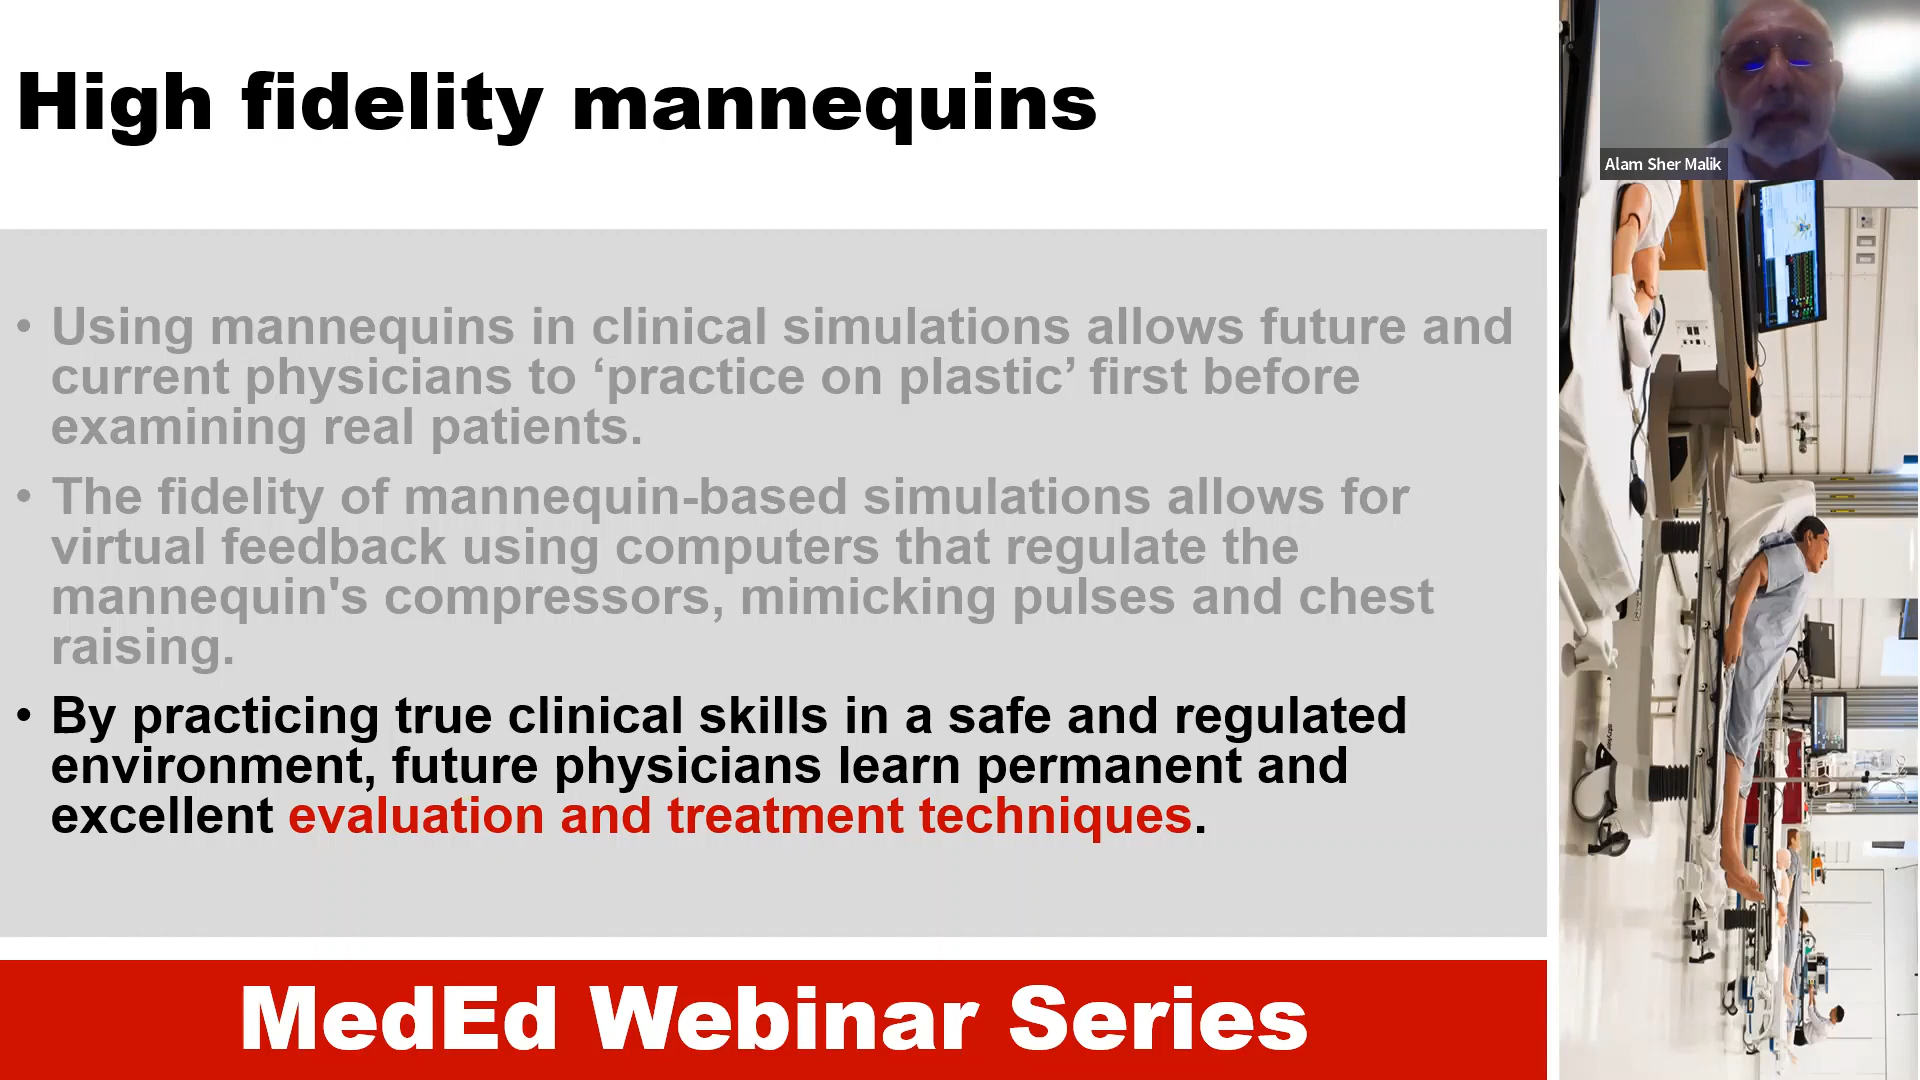 High fidelity mannequins
Alam Sher Malik
• Using mannequins in clinical simulations allows future and
current physicians to ‘practice on plastic’ first before
examining real patients.
• The fidelity of mannequin-based simulations allows for
virtual feedback using computers that regulate the
mannequin's compressors, mimicking pulses and chest
raising.
• By practicing true clinical skills in a safe and regulated
environment, future physicians learn permanent and
excellent evaluation and treatment techniques.
MedEd Webinar Series